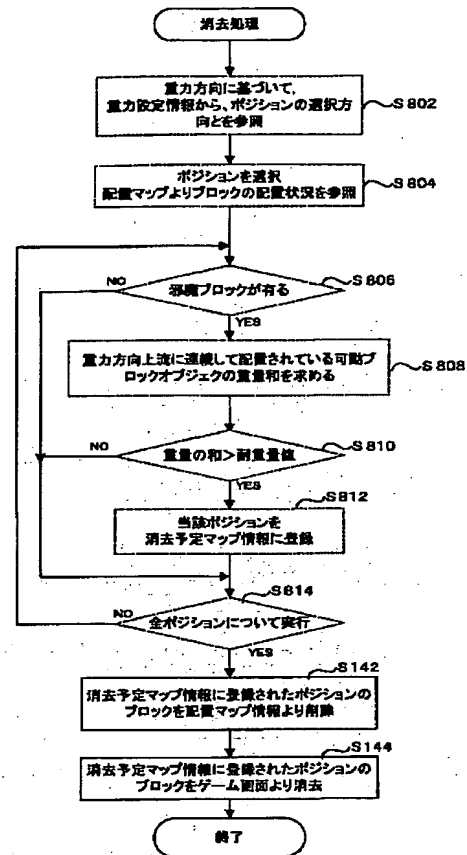 消去処理
重力方向に基づいて、
重力設定情報から、ポジションの選択方
向とを参照
S802
ポジションを選択
配置マップよりブロックの配置状況を参照
S804
邪魔ブロックが有る
S806
NO
YES
重力方向上流に連続して配置されている可動ブ
ロックオブジェクの重量和を求める
S808
重量の和>耐重量値
S810
NO
YES
当該ポジションを
消去予定マップ情報に登録
S812
全ポジションについて実行
S814
NO
YES
消去予定マップ情報に登録されたポジションの
ブロックを配置マップ情報より削除
S142
消去予定マップ情報に登録されたポジションの
ブロックをゲーム画面より消去
S144
終了